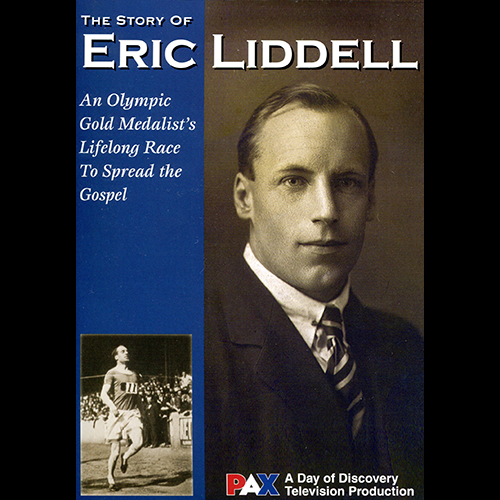 THE STORY OF
ERIC LIDDELL
An Olympic
Gold Medalist's
Lifelong Race
To Spread the
Gospel
PAX A Day of Discovery
Television Production